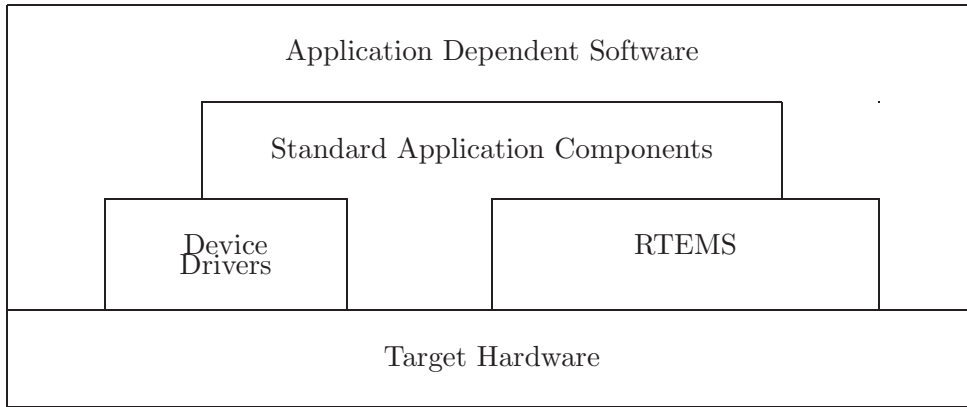 Application Dependent Software
Standard Application Components
Device
Drivers
RTEMS
Target Hardware